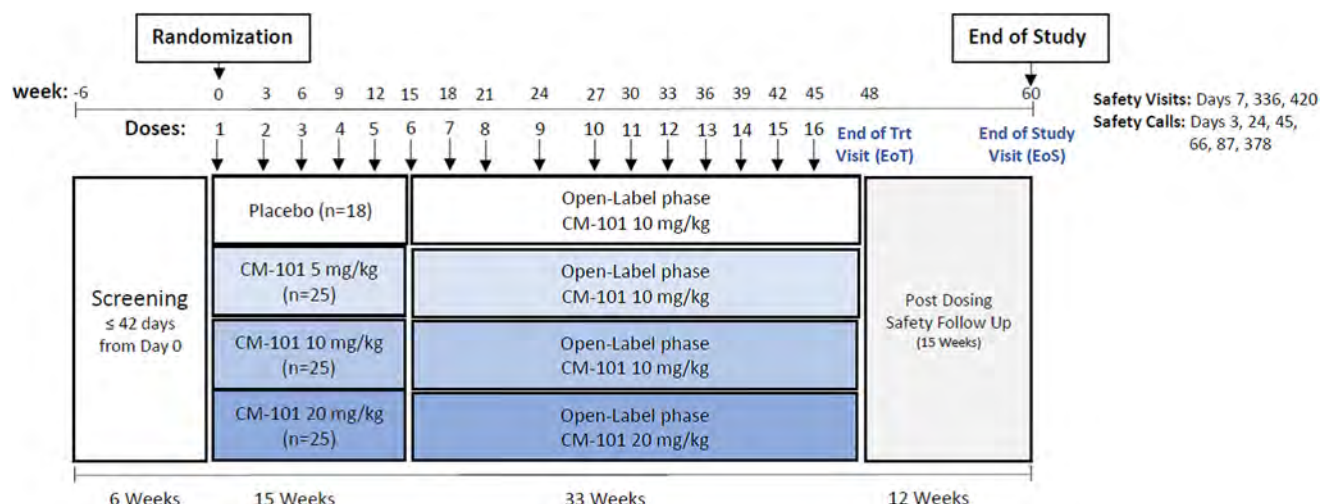 Randomization
End of Study
week: -6 0 3 6 9 12 15 18 21 24 27 30 33 36 39 42 45 48 60
Safety Visits: Days 7, 336, 420
Safety Calls: Days 3, 24, 45,
66, 87, 378
Doses: 1 2 3 4 5 6 7 8 9 10 11 12 13 14 15 16
End of Trt
Visit (EoT)
End of Study
Visit (EoS)
Screening
≤ 42 days
from Day 0
Placebo (n=18)
Open-Label phase
CM-101 10 mg/kg
CM-101 5 mg/kg
(n=25)
Open-Label phase
CM-101 10 mg/kg
CM-101 10 mg/kg
(n=25)
Open-Label phase
CM-101 10 mg/kg
CM-101 20 mg/kg
(n=25)
Open-Label phase
CM-101 20 mg/kg
Post Dosing
Safety Follow Up
(15 Weeks)
6 Weeks 15 Weeks 33 Weeks 12 Weeks